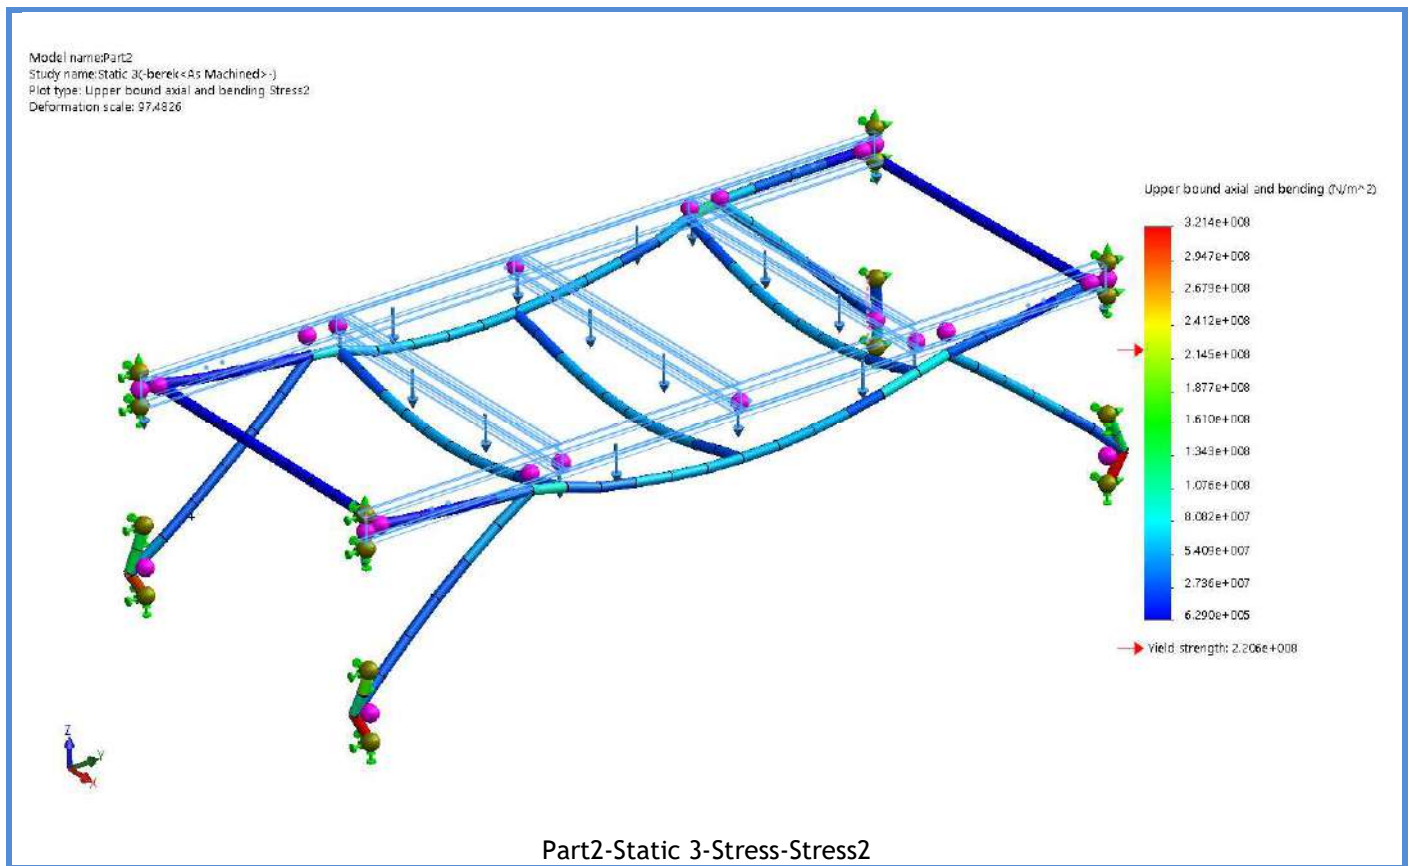 Model name:Part2
Study name:Static 3(-berek<As Machined>-)
Plot type: Upper bound axial and bending Stress2
Deformation scale: 97.4826
Upper bound axial and bending (N/m^2)
3.214e+008
2.947e+008
2.679e+008
2.412e+008
2.145e+008
1.877e+008
1.610e+008
1.343e+008
1.076e+008
8.082e+007
5.409e+007
2.736e+007
6.290e+005
Yield strength: 2.206e+008
Z
Y
X
Part2-Static 3-Stress-Stress2